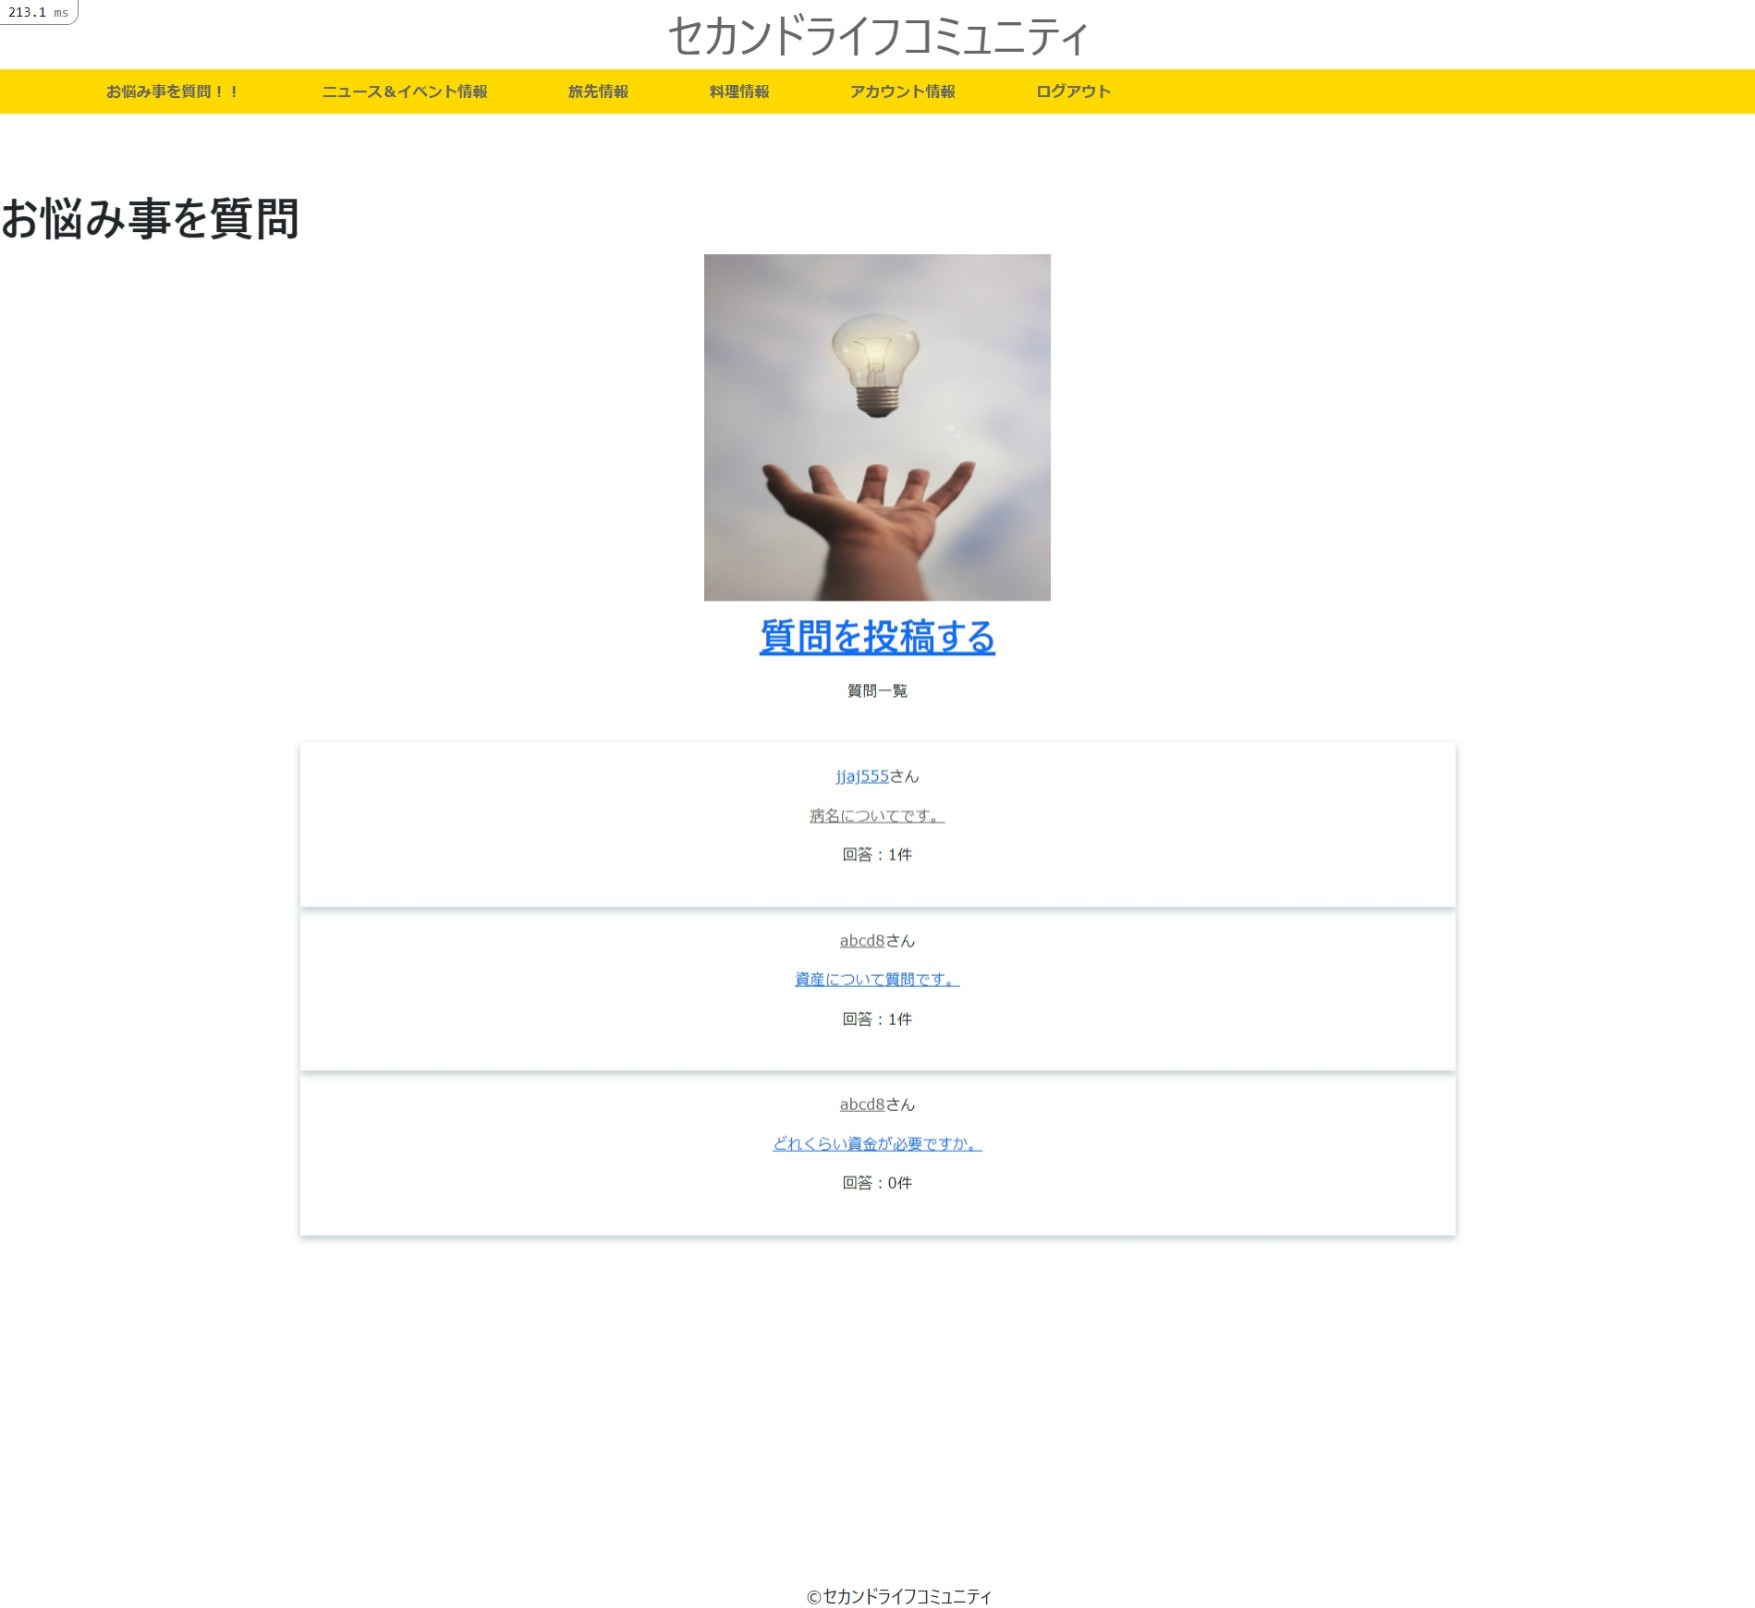 213.1 ms
セカンドライフコミュニティ
お悩み事を質問！！ ニュース&イベント情報 旅先情報 料理情報 アカウント情報 ログアウト
お悩み事を質問
質問を投稿する
質問一覧
jjaj555さん
病名についてです。
回答：1件
abcd8さん
資産について質問です。
回答：1件
abcd8さん
どれくらい資金が必要ですか。
回答：0件
©セカンドライフコミュニティ